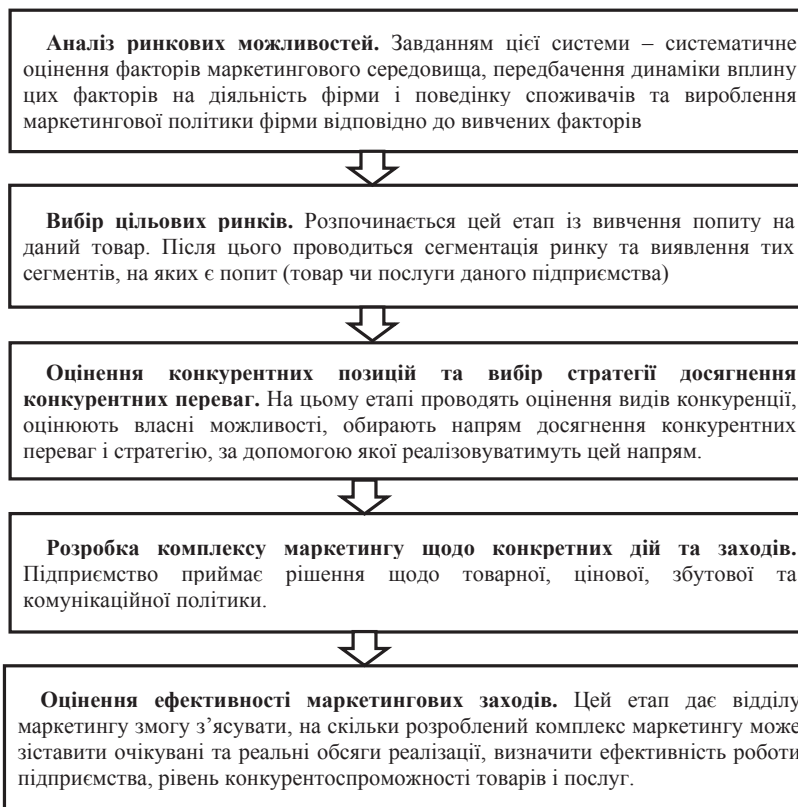 Аналіз ринкових можливостей. Завданням цієї системи – систематичне
оцінення факторів маркетингового середовища, передбачення динаміки вплину
цих факторів на діяльність фірми і поведінку споживачів та вироблення
маркетингової політики фірми відповідно до вивчених факторів
Вибір цільових ринків. Розпочинається цей етап із вивчення попиту на
даний товар. Після цього проводиться сегментація ринку та виявлення тих
сегментів, на яких є попит (товар чи послуги даного підприємства)
Оцінення конкурентних позицій та вибір стратегії досягнення
конкурентних переваг. На цьому етапі проводять оцінення видів конкуренції,
оцінюють власні можливості, обирають напрям досягнення конкурентних
переваг і стратегію, за допомогою якої реалізовуватимуть цей напрям.
Розробка комплексу маркетингу щодо конкретних дій та заходів.
Підприємство приймає рішення щодо товарної, цінової, збутової та
комунікаційної політики.
Оцінення ефективності маркетингових заходів. Цей етап дає відділу
маркетингу змогу з’ясувати, на скільки розроблений комплекс маркетингу може
зіставити очікувані та реальні обсяги реалізації, визначити ефективність роботи
підприємства, рівень конкурентоспроможності товарів і послуг.